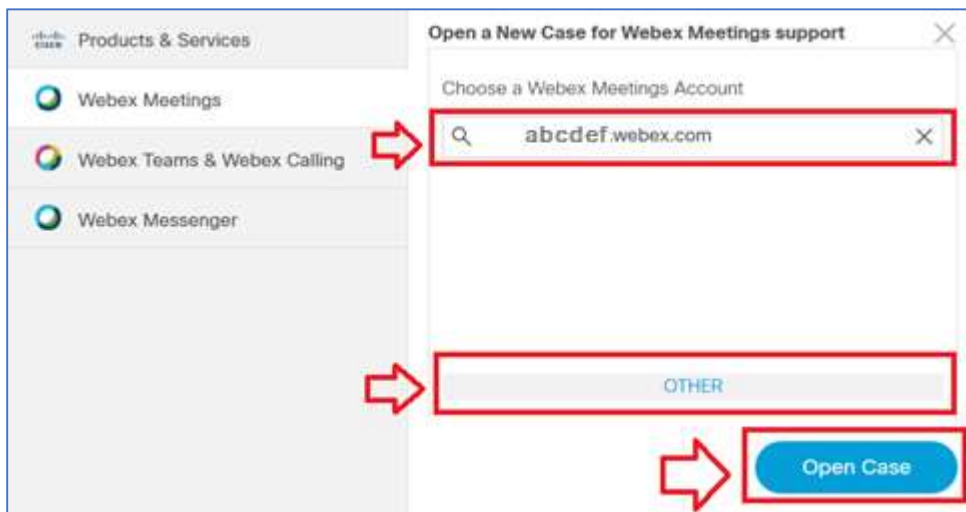 CISCO Products & Services
Webex Meetings
Webex Teams & Webex Calling
Webex Messenger
Open a New Case for Webex Meetings support
Choose a Webex Meetings Account
abcdef.webex.com
OTHER
Open Case